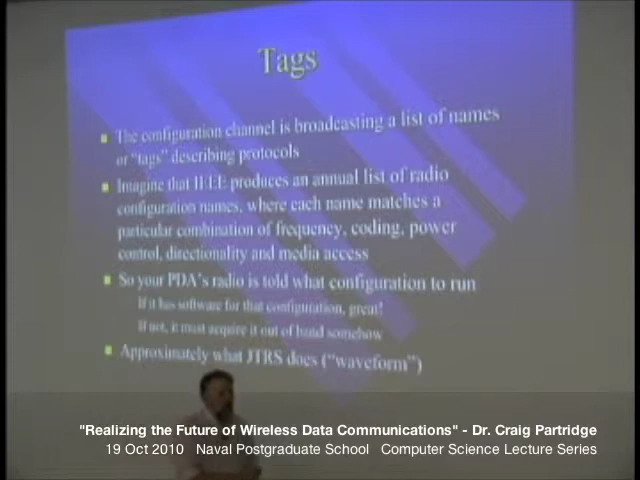 Tags
The configuration channel is broadcasting a list of names
or "tags" describing protocols
Imagine that IEEE produces an annual list of radio
configuration names, where each name matches a
particular combination of frequency, coding, power
control, directionality and media access
So your PDA's radio is told what configuration to run
If it has software for that configuration, great!
If not, it must acquire it out of band somehow
Approximately what JTRS does ("waveform")
"Realizing the Future of Wireless Data Communications" - Dr. Craig Partridge
19 Oct 2010 Naval Postgraduate School Computer Science Lecture Series